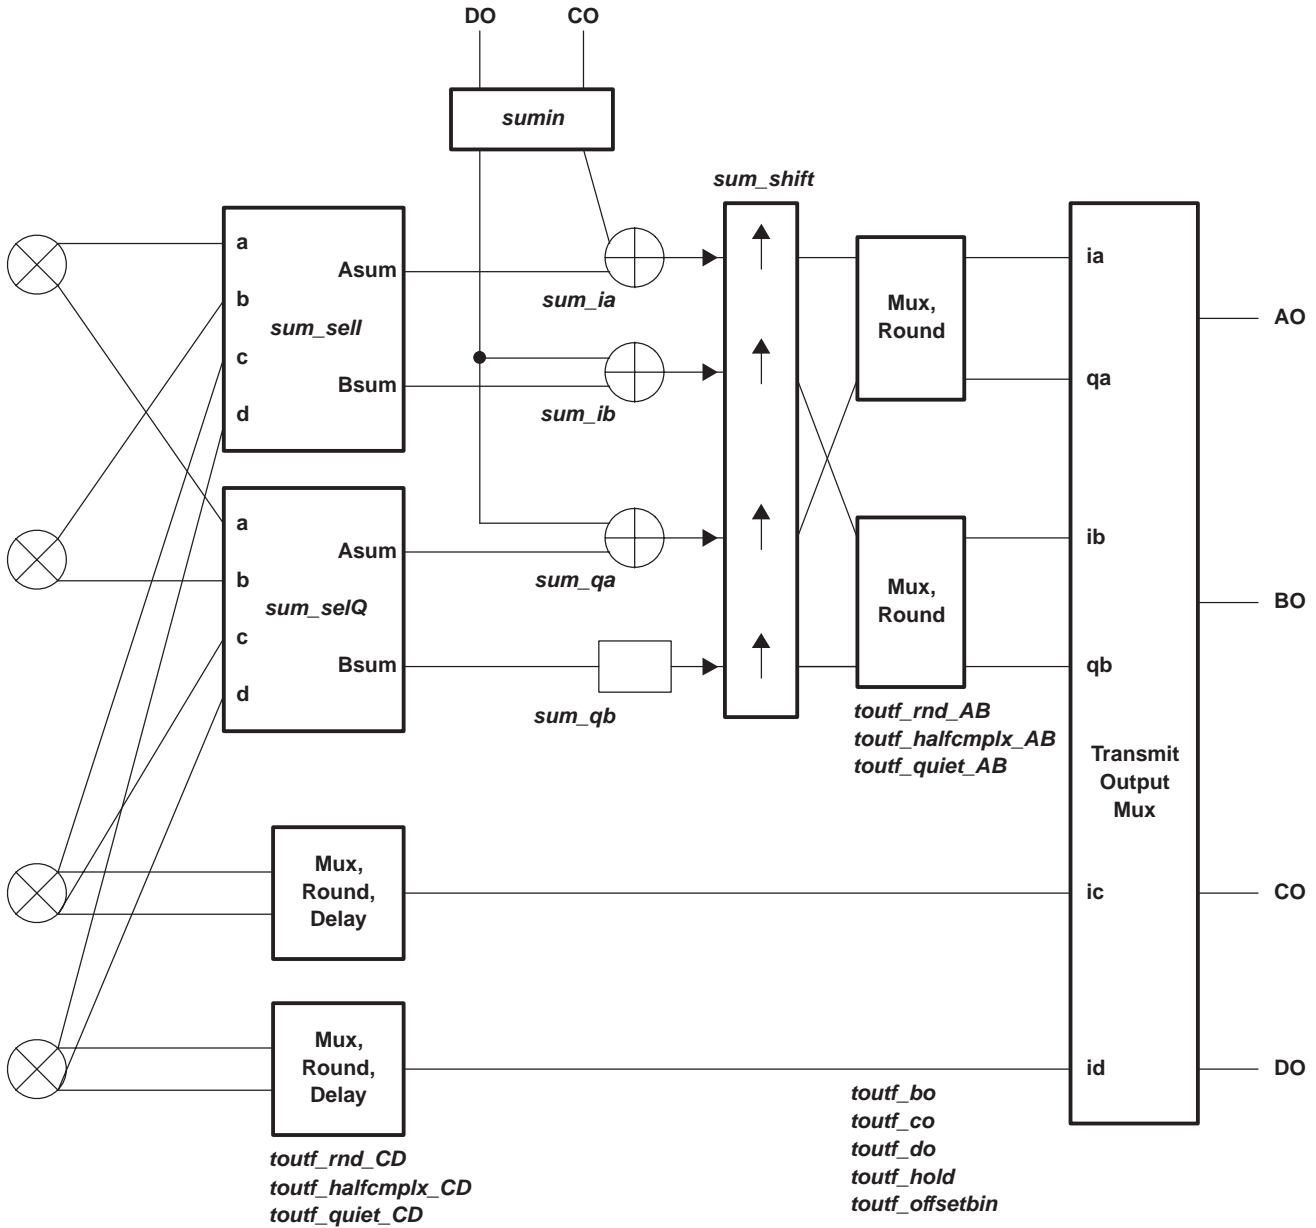 DO
CO
sumin
sum_shift
a
b
c
d
sum_selI
Asum
Bsum
sum_ia
sum_ib
a
b
c
d
sum_selQ
Asum
Bsum
sum_qa
sum_qb
Mux,
Round
Mux,
Round
toutf_rnd_AB
toutf_halfcmplx_AB
toutf_quiet_AB
ia
qa
ib
qb
Transmit
Output
Mux
ic
id
AO
BO
CO
DO
Mux,
Round,
Delay
Mux,
Round,
Delay
toutf_rnd_CD
toutf_halfcmplx_CD
toutf_quiet_CD
toutf_bo
toutf_co
toutf_do
toutf_hold
toutf_offsetbin